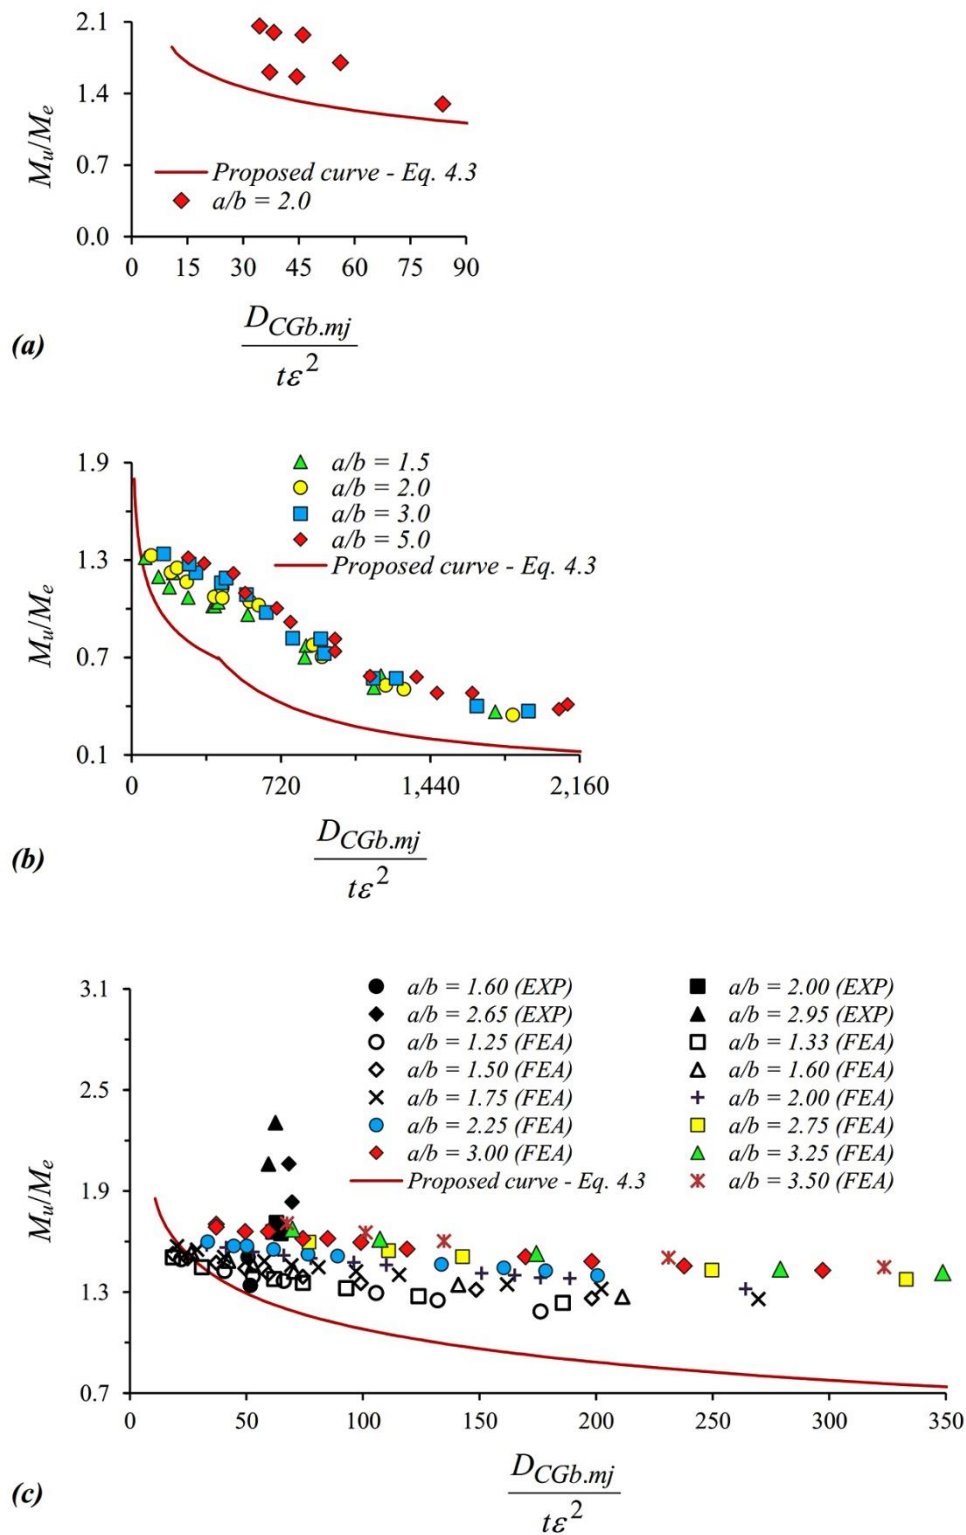 2.1
1.4
0.7
0.0
Mu/Me
Proposed curve - Eq. 4.3
a/b = 2.0
0 15 30 45 60 75 90
D_CGb.mj
tε²
(a)
1.9
1.3
0.7
0.1
Mu/Me
a/b = 1.5
a/b = 2.0
a/b = 3.0
a/b = 5.0
Proposed curve - Eq. 4.3
0 720 1,440 2,160
D_CGb.mj
tε²
(b)
3.1
2.5
1.9
1.3
0.7
Mu/Me
a/b = 1.60 (EXP) a/b = 2.00 (EXP)
a/b = 2.65 (EXP) a/b = 2.95 (EXP)
a/b = 1.25 (FEA) a/b = 1.33 (FEA)
a/b = 1.50 (FEA) a/b = 1.60 (FEA)
a/b = 1.75 (FEA) a/b = 2.00 (FEA)
a/b = 2.25 (FEA) a/b = 2.75 (FEA)
a/b = 3.00 (FEA) a/b = 3.25 (FEA)
Proposed curve - Eq. 4.3 a/b = 3.50 (FEA)
0 50 100 150 200 250 300 350
D_CGb.mj
tε²
(c)